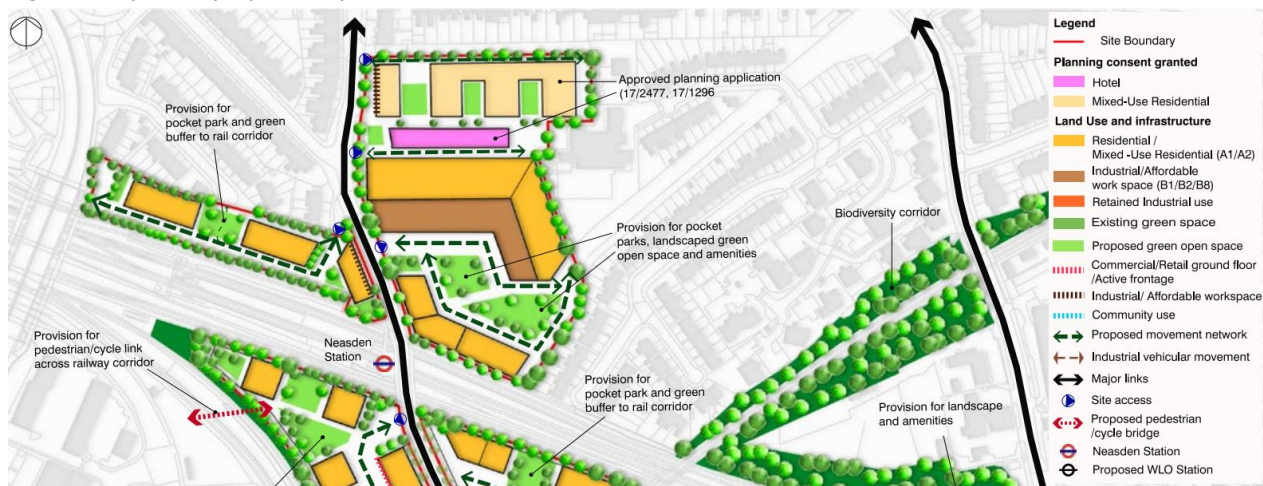 Approved planning application
(17/2477, 17/1296
Provision for
pocket park and green
buffer to rail corridor
Provision for pocket
parks, landscaped green
open space and amenities
Biodiversity corridor
Provision for
pedestrian/cycle link
across railway corridor
Neasden
Station
Provision for
pocket park and green
buffer to rail corridor
Provision for landscape
and amenities
Legend
Site Boundary
Planning consent granted
Hotel
Mixed-Use Residential
Land Use and infrastructure
Residential /
Mixed -Use Residential (A1/A2)
Industrial/Affordable
work space (B1/B2/B8)
Retained Industrial use
Existing green space
Proposed green open space
Commercial/Retail ground floor
/Active frontage
Industrial/ Affordable workspace
Community use
Proposed movement network
Industrial vehicular movement
Major links
Site access
Proposed pedestrian
/cycle bridge
Neasden Station
Proposed WLO Station